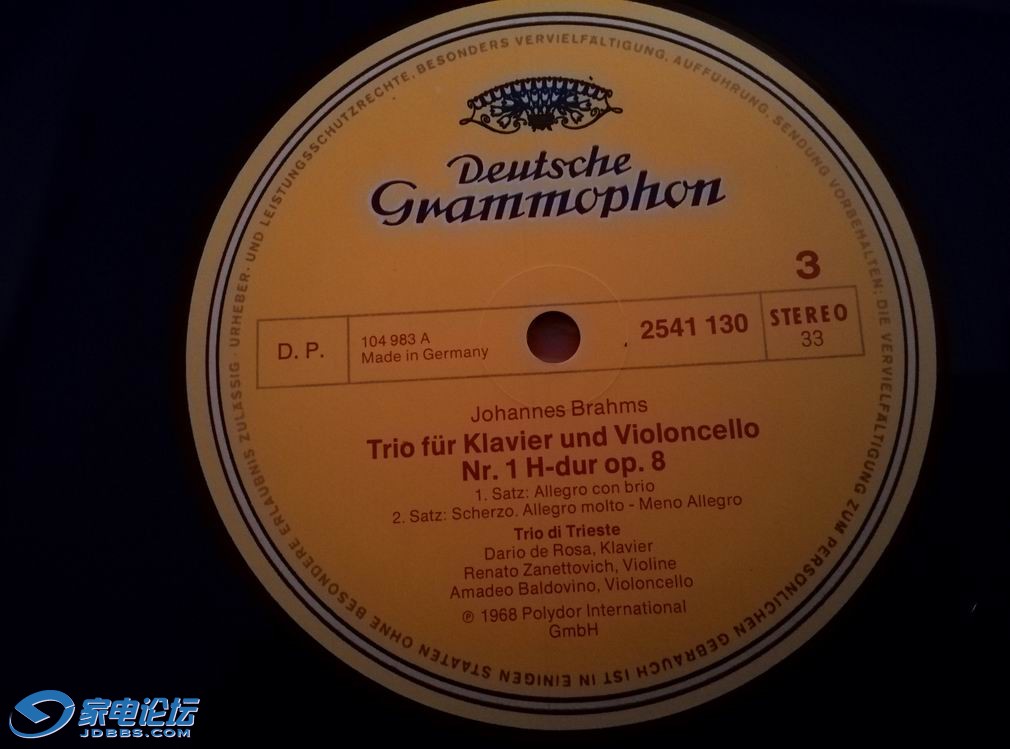 URHEBER- UND LEISTUNGSSCHUTZRECHTE, BESONDERS VERVIELFÄLTIGUNG, AUFFÜHRUNG, SENDUNG VORBEHALTEN; DIE VERVIELFÄLTIGUNG ZUM PERSÖNLICHEN GEBRAUCH IST IN EINIGEN STAATEN OHNE BESONDERE ERLAUBNIS ZULÄSSIG ·
Deutsche
Grammophon
3
D. P.
104 983 A
Made in Germany
2541 130
STEREO
33
Johannes Brahms
Trio für Klavier und Violoncello
Nr. 1 H-dur op. 8
1. Satz: Allegro con brio
2. Satz: Scherzo. Allegro molto - Meno Allegro
Trio di Trieste
Dario de Rosa, Klavier
Renato Zanettovich, Violine
Amadeo Baldovino, Violoncello
℗ 1968 Polydor International
GmbH
家电论坛
JDBBS.COM